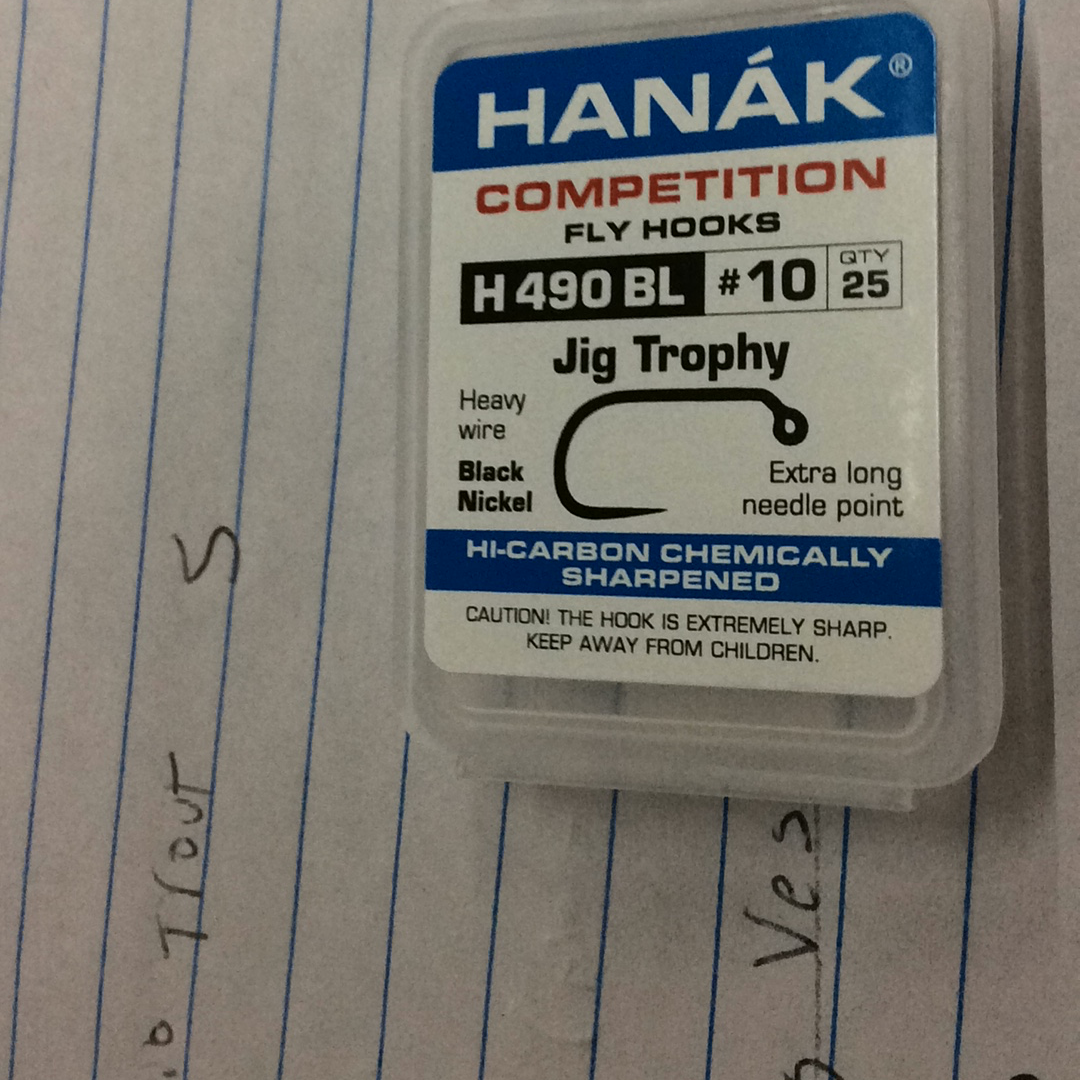 HANÁK®
COMPETITION
FLY HOOKS
H 490 BL #10 QTY 25
Jig Trophy
Heavy
wire
Black
Nickel
Extra long
needle point
HI-CARBON CHEMICALLY
SHARPENED
CAUTION! THE HOOK IS EXTREMELY SHARP.
KEEP AWAY FROM CHILDREN.
Trout S
Ves